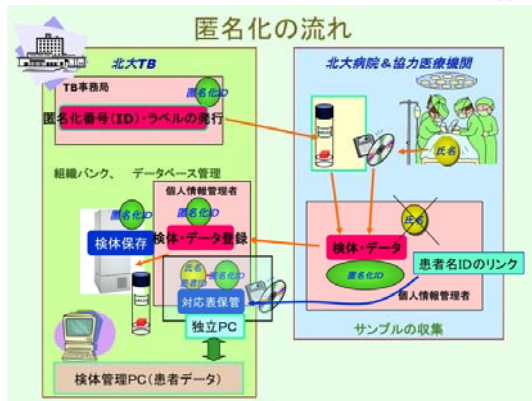 匿名化の流れ
北大TB
TB事務局
匿名化ID
匿名化番号(ID)・ラベルの発行
組織バンク、 データベース管理
個人情報管理者
匿名化ID
匿名化ID
検体保存
検体・データ登録
氏名
患者ID
匿名化ID
対応表保管
独立PC
検体管理PC(患者データ)
北大病院&協力医療機関
氏名
氏名
検体・データ
匿名化ID
患者名IDのリンク
個人情報管理者
サンプルの収集